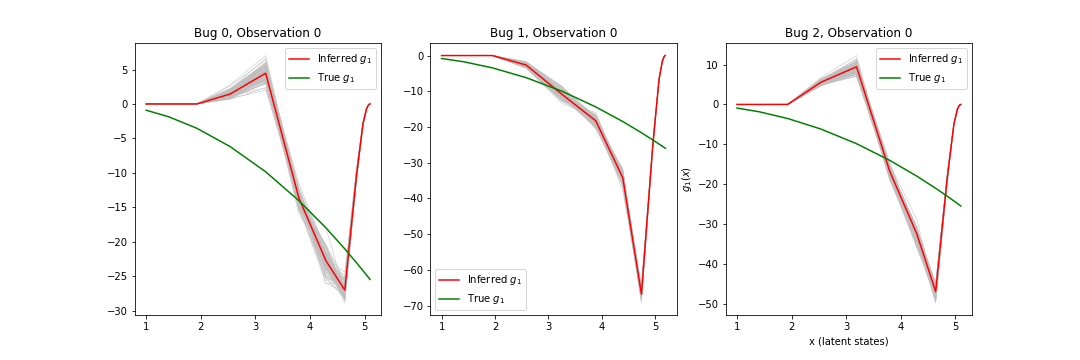 Bug 0, Observation 0
Inferred g₁
True g₁
5
0
−5
−10
−15
−20
−25
−30
1 2 3 4 5
Bug 1, Observation 0
0
−10
−20
−30
−40
−50
−60
−70
Inferred g₁
True g₁
1 2 3 4 5
Bug 2, Observation 0
Inferred g₁
True g₁
g₁(x)
10
0
−10
−20
−30
−40
−50
1 2 3 4 5
x (latent states)